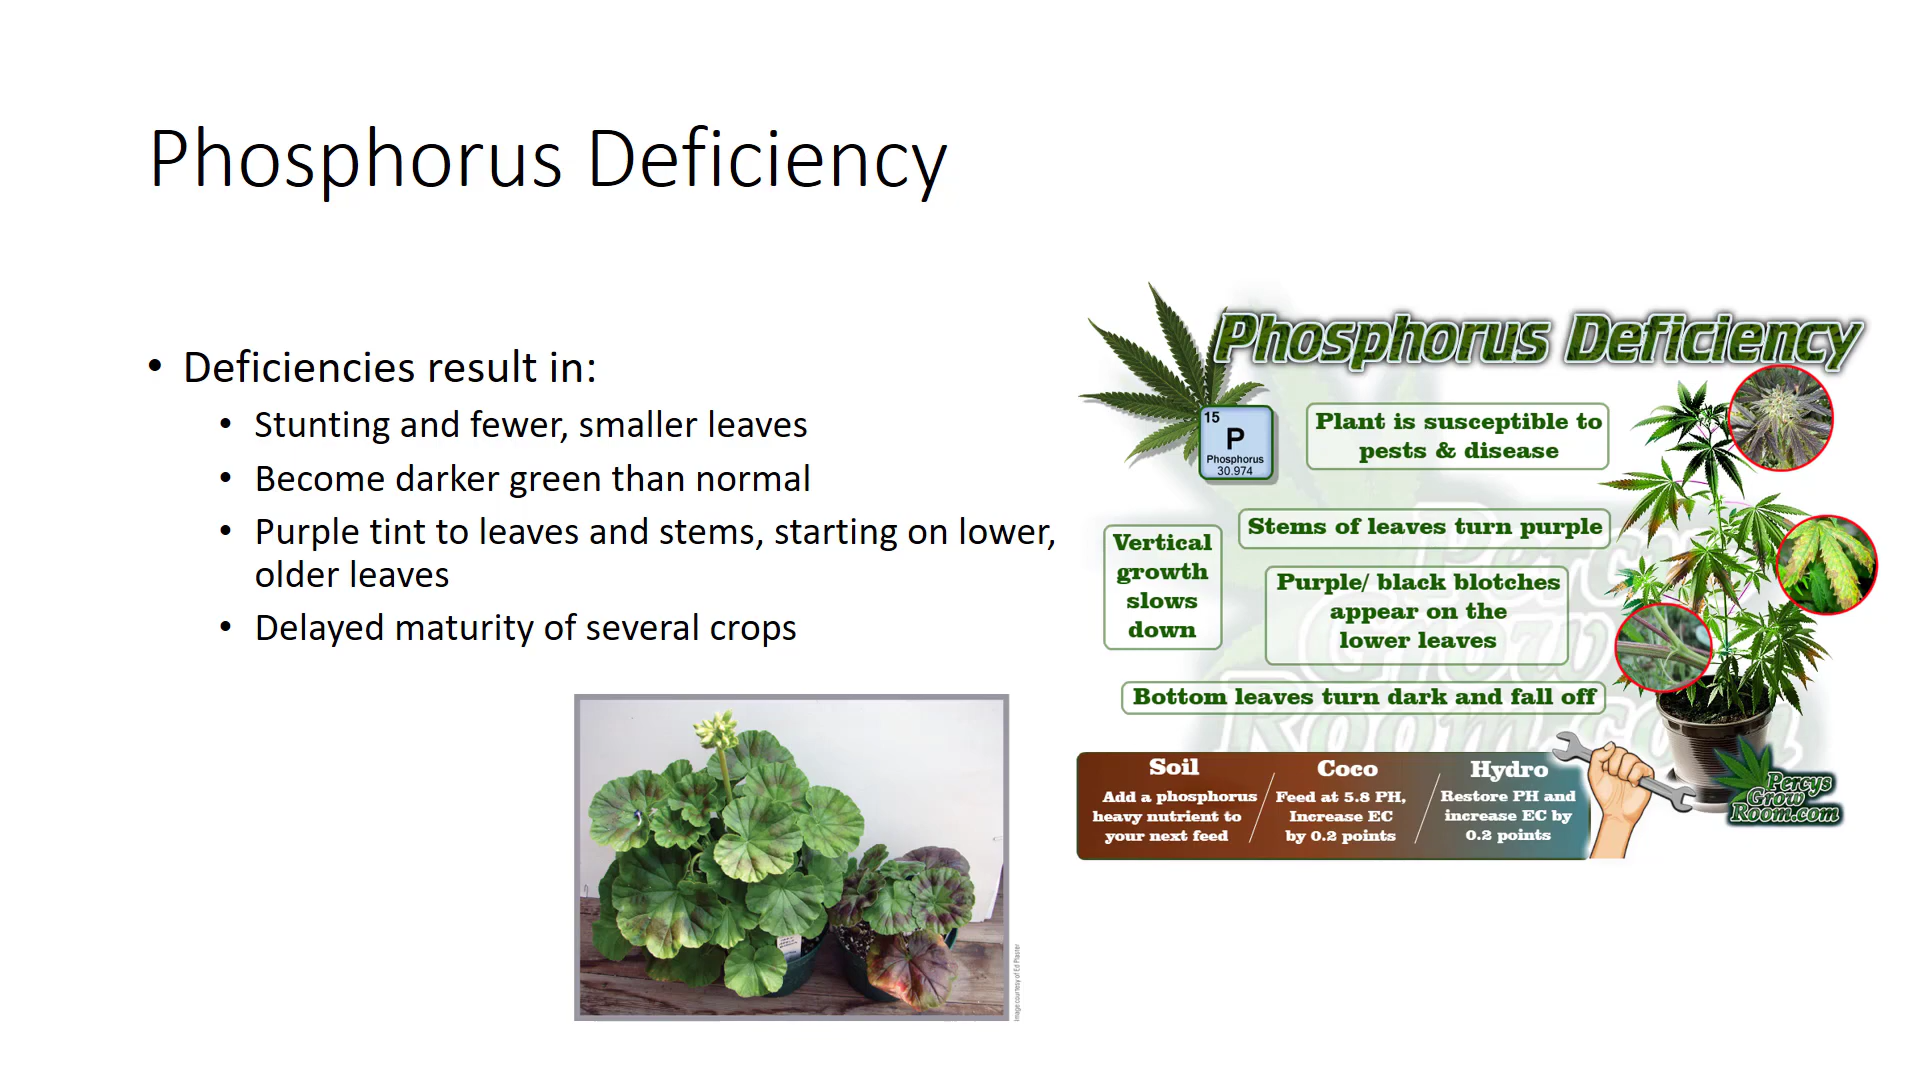 Phosphorus Deficiency
• Deficiencies result in:
• Stunting and fewer, smaller leaves
• Become darker green than normal
• Purple tint to leaves and stems, starting on lower,
older leaves
• Delayed maturity of several crops
Image courtesy of Ed Plaster
Phosphorus Deficiency
15
P
Phosphorus
30.974
Plant is susceptible to
pests & disease
Stems of leaves turn purple
Vertical
growth
slows
down
Purple/ black blotches
appear on the
lower leaves
Bottom leaves turn dark and fall off
Soil
Add a phosphorus
heavy nutrient to
your next feed
Coco
Feed at 5.8 PH,
Increase EC
by 0.2 points
Hydro
Restore PH and
increase EC by
0.2 points
Percys
Grow
Room.com